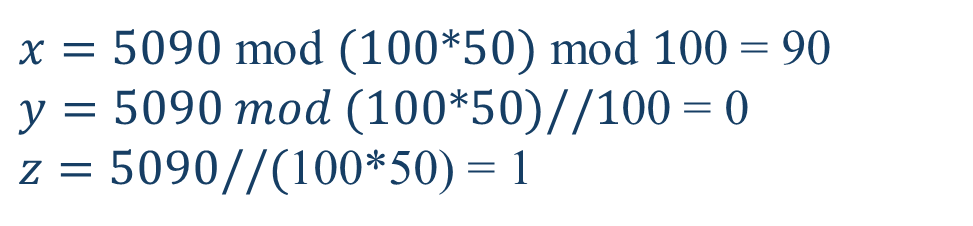 x = 5090 mod (100*50) mod 100 = 90
y = 5090 mod (100*50)//100 = 0
z = 5090//(100*50) = 1